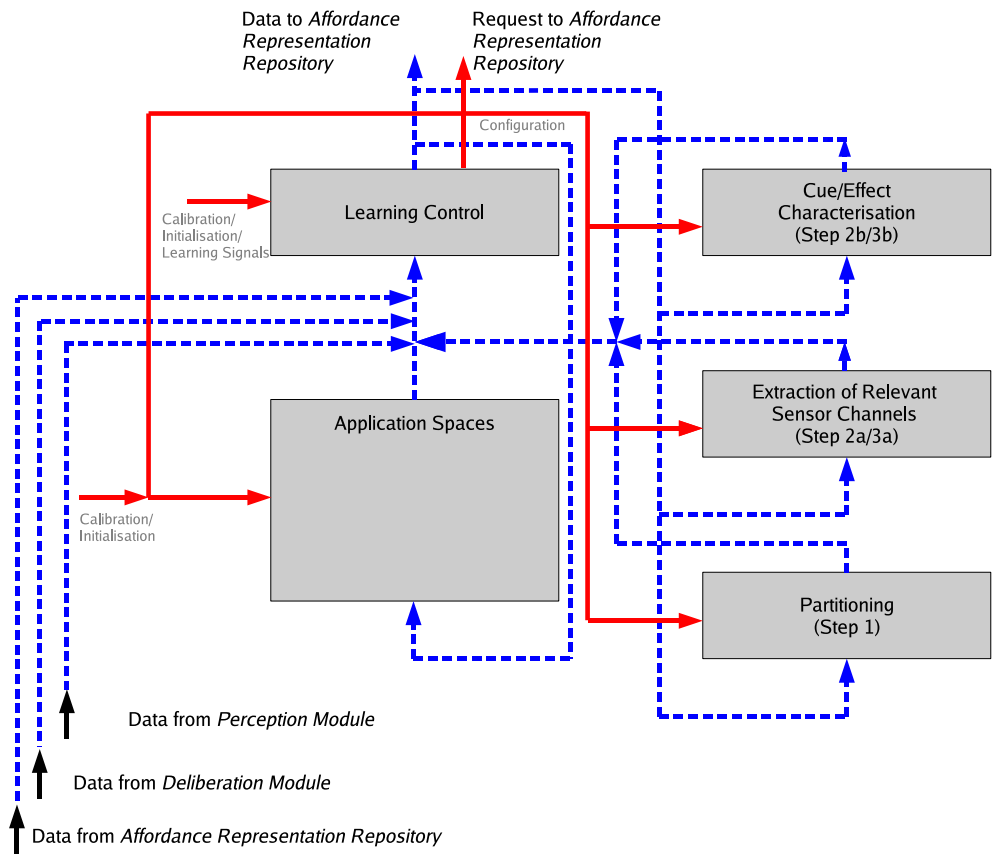 Data to Affordance
Representation
Repository
Request to Affordance
Representation
Repository
Configuration
Learning Control
Calibration/
Initialisation/
Learning Signals
Cue/Effect
Characterisation
(Step 2b/3b)
Application Spaces
Extraction of Relevant
Sensor Channels
(Step 2a/3a)
Calibration/
Initialisation
Partitioning
(Step 1)
Data from Perception Module
Data from Deliberation Module
Data from Affordance Representation Repository